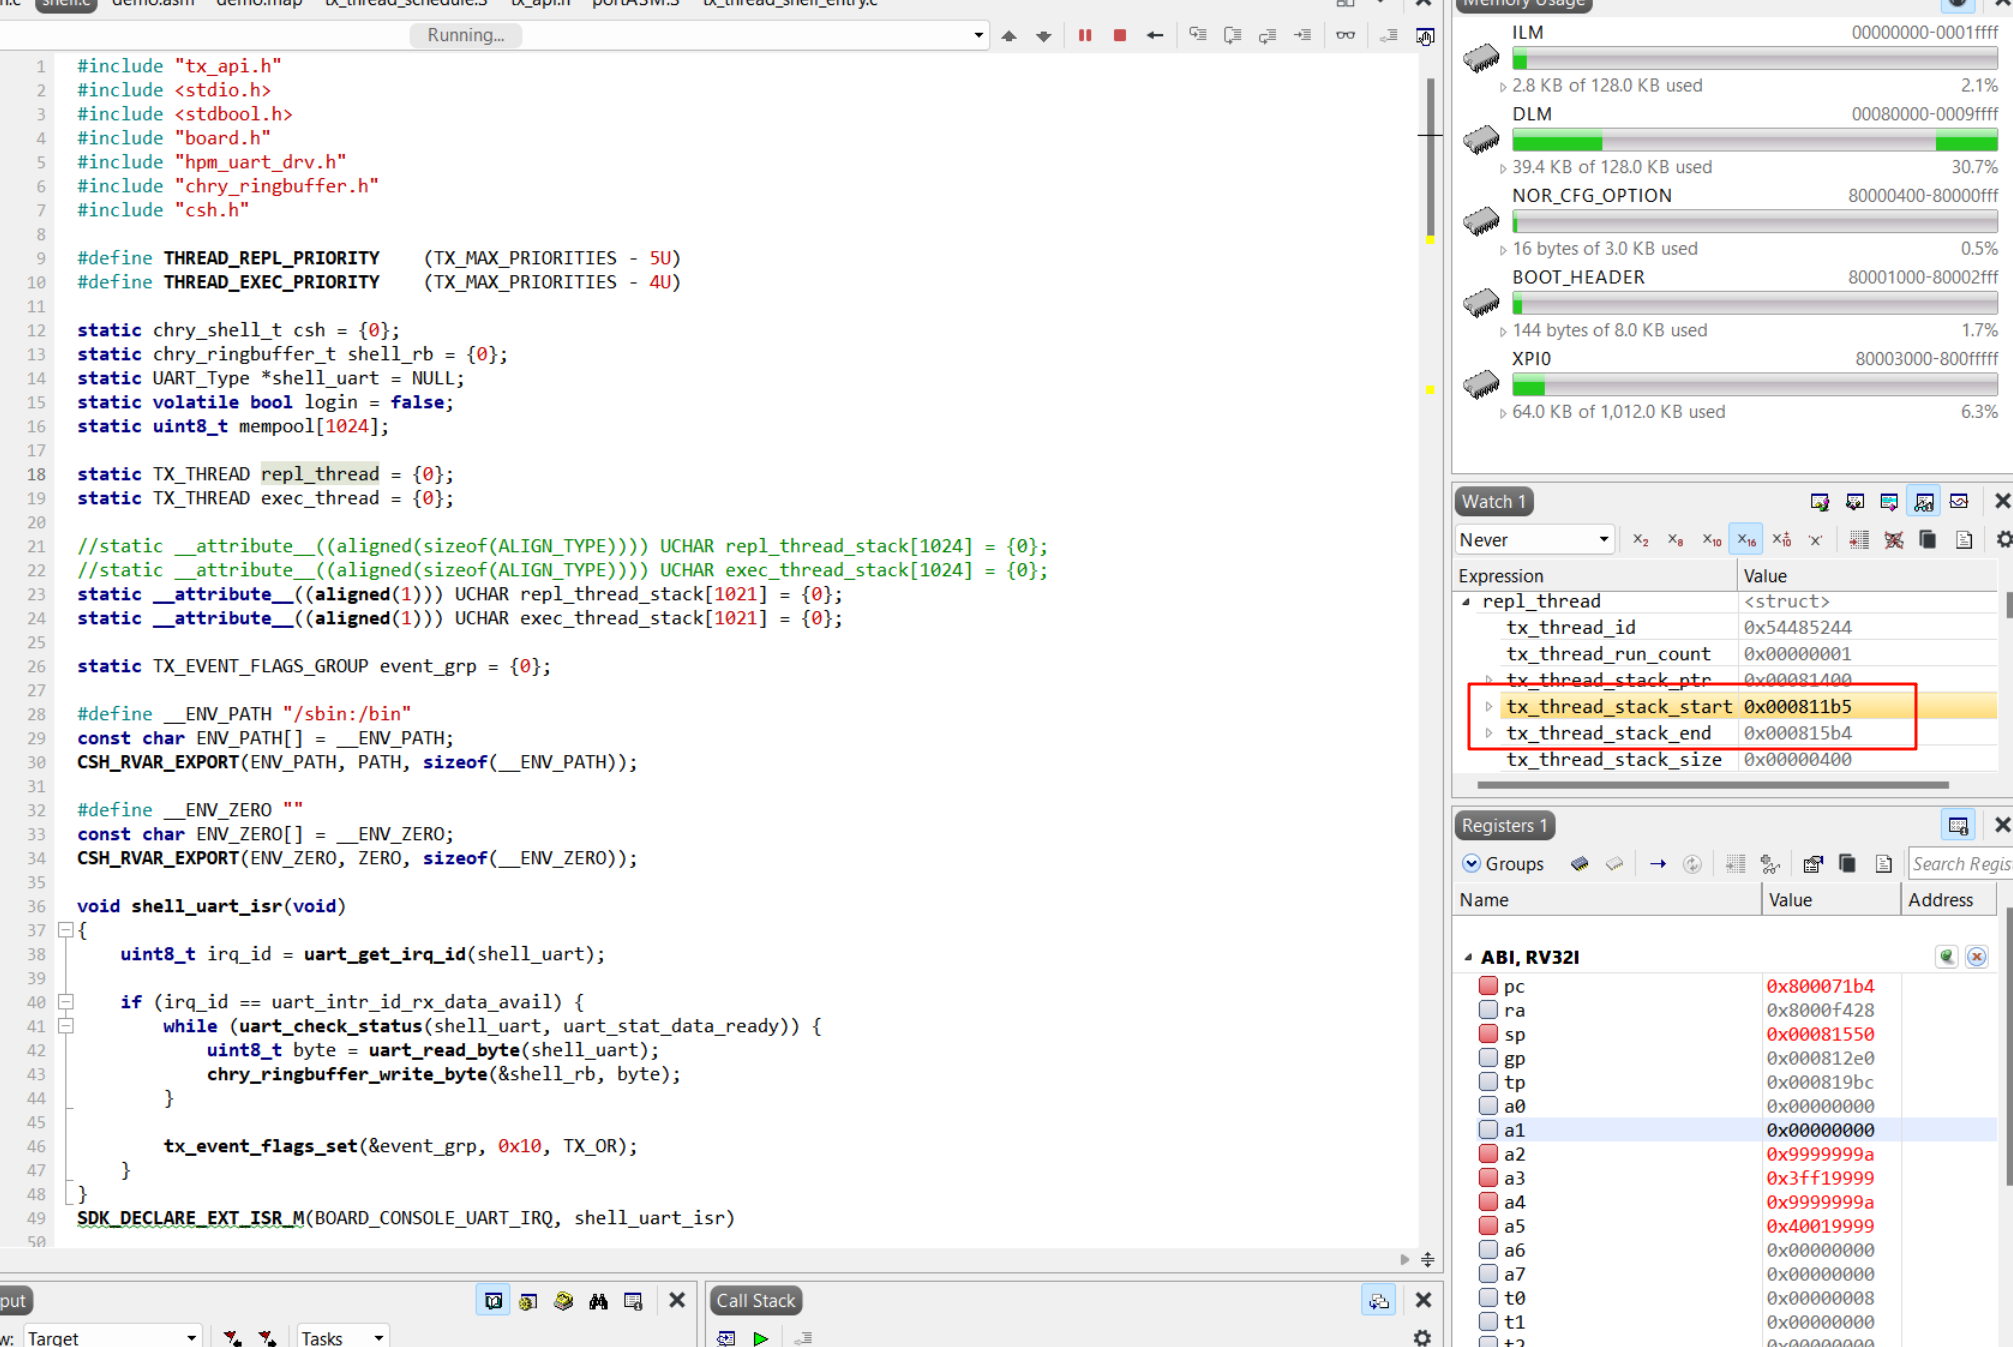 shell.c demo.asm demo.map tx_thread_schedule.S tx_api.h portASM.S tx_thread_shell_entry.c
Running...
1 #include "tx_api.h"
2 #include <stdio.h>
3 #include <stdbool.h>
4 #include "board.h"
5 #include "hpm_uart_drv.h"
6 #include "chry_ringbuffer.h"
7 #include "csh.h"
8
9 #define THREAD_REPL_PRIORITY (TX_MAX_PRIORITIES - 5U)
10 #define THREAD_EXEC_PRIORITY (TX_MAX_PRIORITIES - 4U)
11
12 static chry_shell_t csh = {0};
13 static chry_ringbuffer_t shell_rb = {0};
14 static UART_Type *shell_uart = NULL;
15 static volatile bool login = false;
16 static uint8_t mempool[1024];
17
18 static TX_THREAD repl_thread = {0};
19 static TX_THREAD exec_thread = {0};
20
21 //static __attribute__((aligned(sizeof(ALIGN_TYPE)))) UCHAR repl_thread_stack[1024] = {0};
22 //static __attribute__((aligned(sizeof(ALIGN_TYPE)))) UCHAR exec_thread_stack[1024] = {0};
23 static __attribute__((aligned(1))) UCHAR repl_thread_stack[1021] = {0};
24 static __attribute__((aligned(1))) UCHAR exec_thread_stack[1021] = {0};
25
26 static TX_EVENT_FLAGS_GROUP event_grp = {0};
27
28 #define __ENV_PATH "/sbin:/bin"
29 const char ENV_PATH[] = __ENV_PATH;
30 CSH_RVAR_EXPORT(ENV_PATH, PATH, sizeof(__ENV_PATH));
31
32 #define __ENV_ZERO ""
33 const char ENV_ZERO[] = __ENV_ZERO;
34 CSH_RVAR_EXPORT(ENV_ZERO, ZERO, sizeof(__ENV_ZERO));
35
36 void shell_uart_isr(void)
37 {
38 uint8_t irq_id = uart_get_irq_id(shell_uart);
39
40 if (irq_id == uart_intr_id_rx_data_avail) {
41 while (uart_check_status(shell_uart, uart_stat_data_ready)) {
42 uint8_t byte = uart_read_byte(shell_uart);
43 chry_ringbuffer_write_byte(&shell_rb, byte);
44 }
45
46 tx_event_flags_set(&event_grp, 0x10, TX_OR);
47 }
48 }
49 SDK_DECLARE_EXT_ISR_M(BOARD_CONSOLE_UART_IRQ, shell_uart_isr)
50
Target
Tasks
Call Stack
Memory Usage
ILM 00000000-0001ffff
2.8 KB of 128.0 KB used 2.1%
DLM 00080000-0009ffff
39.4 KB of 128.0 KB used 30.7%
NOR_CFG_OPTION 80000400-80000fff
16 bytes of 3.0 KB used 0.5%
BOOT_HEADER 80001000-80002fff
144 bytes of 8.0 KB used 1.7%
XPI0 80003000-800fffff
64.0 KB of 1,012.0 KB used 6.3%
Watch 1
Never x2 x8 x10 x16 x±10 'x'
Expression Value
repl_thread <struct>
tx_thread_id 0x54485244
tx_thread_run_count 0x00000001
tx_thread_stack_ptr 0x00081400
tx_thread_stack_start 0x000811b5
tx_thread_stack_end 0x000815b4
tx_thread_stack_size 0x00000400
Registers 1
Groups Search Regis
Name Value Address
ABI, RV32I
pc 0x800071b4
ra 0x8000f428
sp 0x00081550
gp 0x000812e0
tp 0x000819bc
a0 0x00000000
a1 0x00000000
a2 0x9999999a
a3 0x3ff19999
a4 0x9999999a
a5 0x40019999
a6 0x00000000
a7 0x00000000
t0 0x00000008
t1 0x00000000
t2 0x00000000